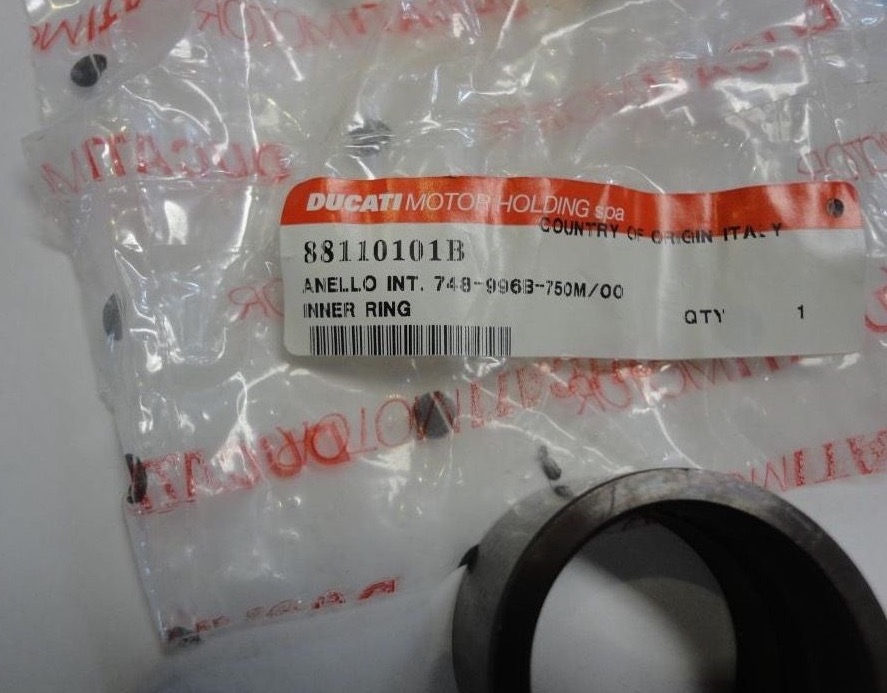 DUCATI MOTOR HOLDING spa
COUNTRY OF ORIGIN ITALY
88110101B
ANELLO INT. 748-996B-750M/00
INNER RING
QTY 1